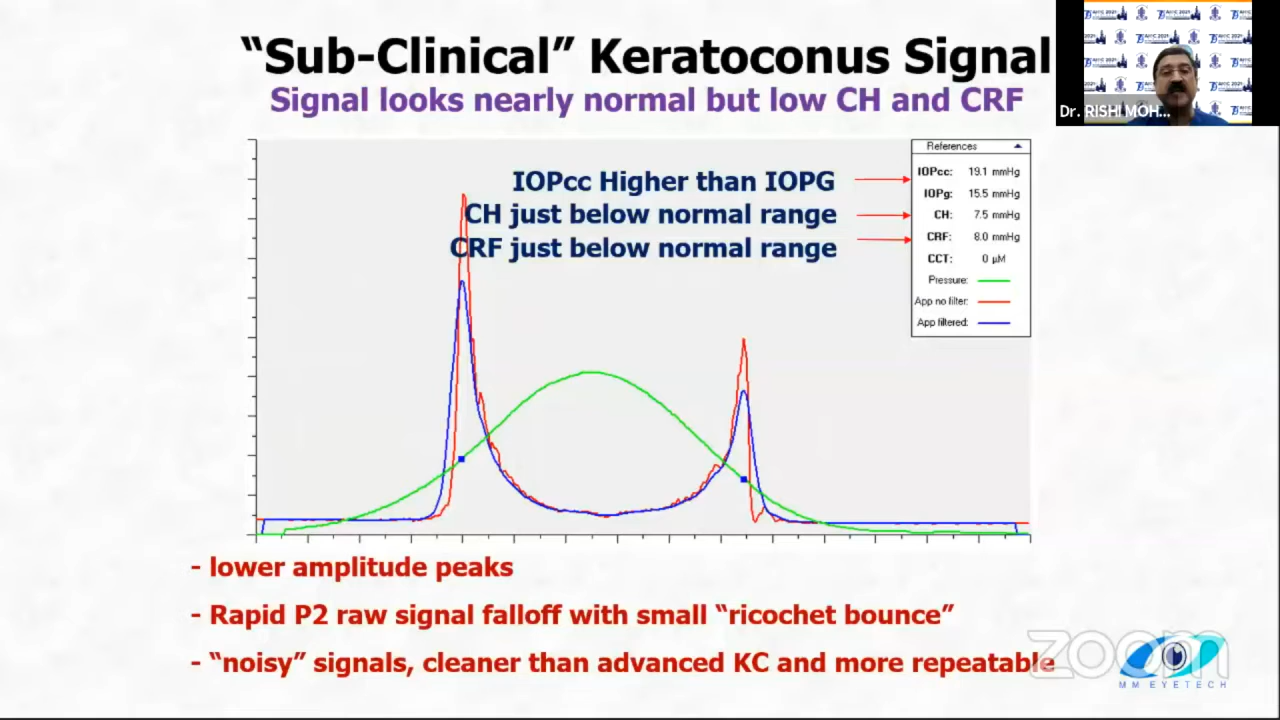 “Sub-Clinical” Keratoconus Signal
Signal looks nearly normal but low CH and CRF
Dr. RISHI MOH...
IOPcc Higher than IOPG
CH just below normal range
CRF just below normal range
References
IOPcc: 19.1 mmHg
IOPg: 15.5 mmHg
CH: 7.5 mmHg
CRF: 8.0 mmHg
CCT: 0 µM
Pressure:
App no filter:
App filtered:
- lower amplitude peaks
- Rapid P2 raw signal falloff with small “ricochet bounce”
- “noisy” signals, cleaner than advanced KC and more repeatable
zoom
MM EYETECH